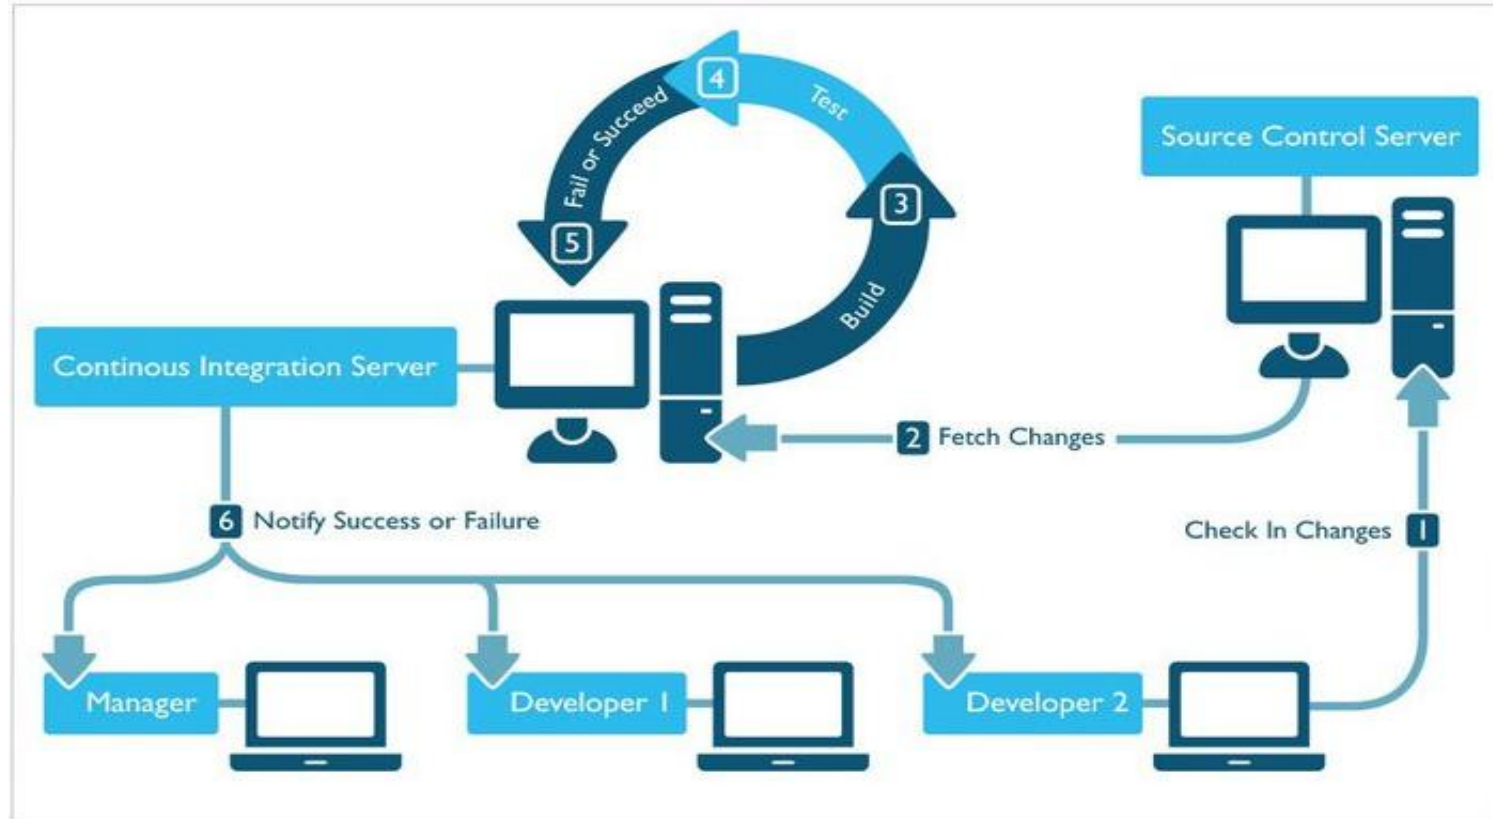 4
Test
Fail or Succeed
3
5
Build
Source Control Server
Continous Integration Server
2 Fetch Changes
6 Notify Success or Failure
Check In Changes 1
Manager
Developer 1
Developer 2